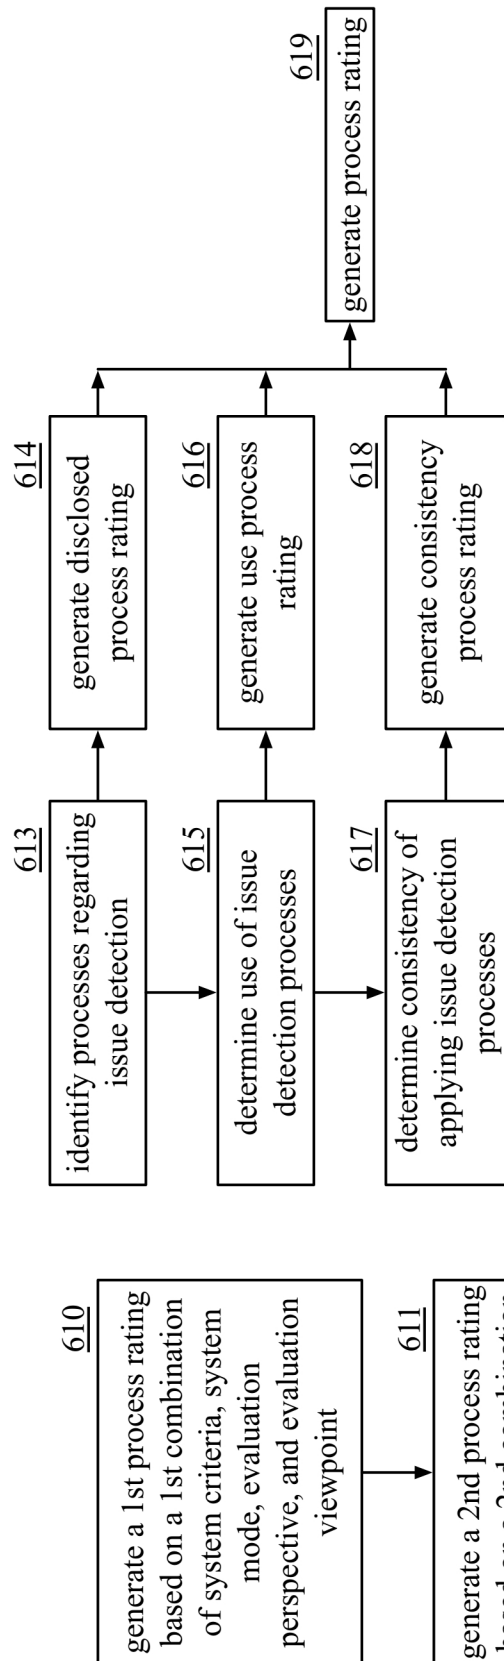 610
generate a 1st process rating
based on a 1st combination
of system criteria, system
mode, evaluation
perspective, and evaluation
viewpoint
611
generate a 2nd process rating
based on a 2nd combination
613
identify processes regarding
issue detection
614
generate disclosed
process rating
615
determine use of issue
detection processes
616
generate use process
rating
617
determine consistency of
applying issue detection
processes
618
generate consistency
process rating
619
generate process rating